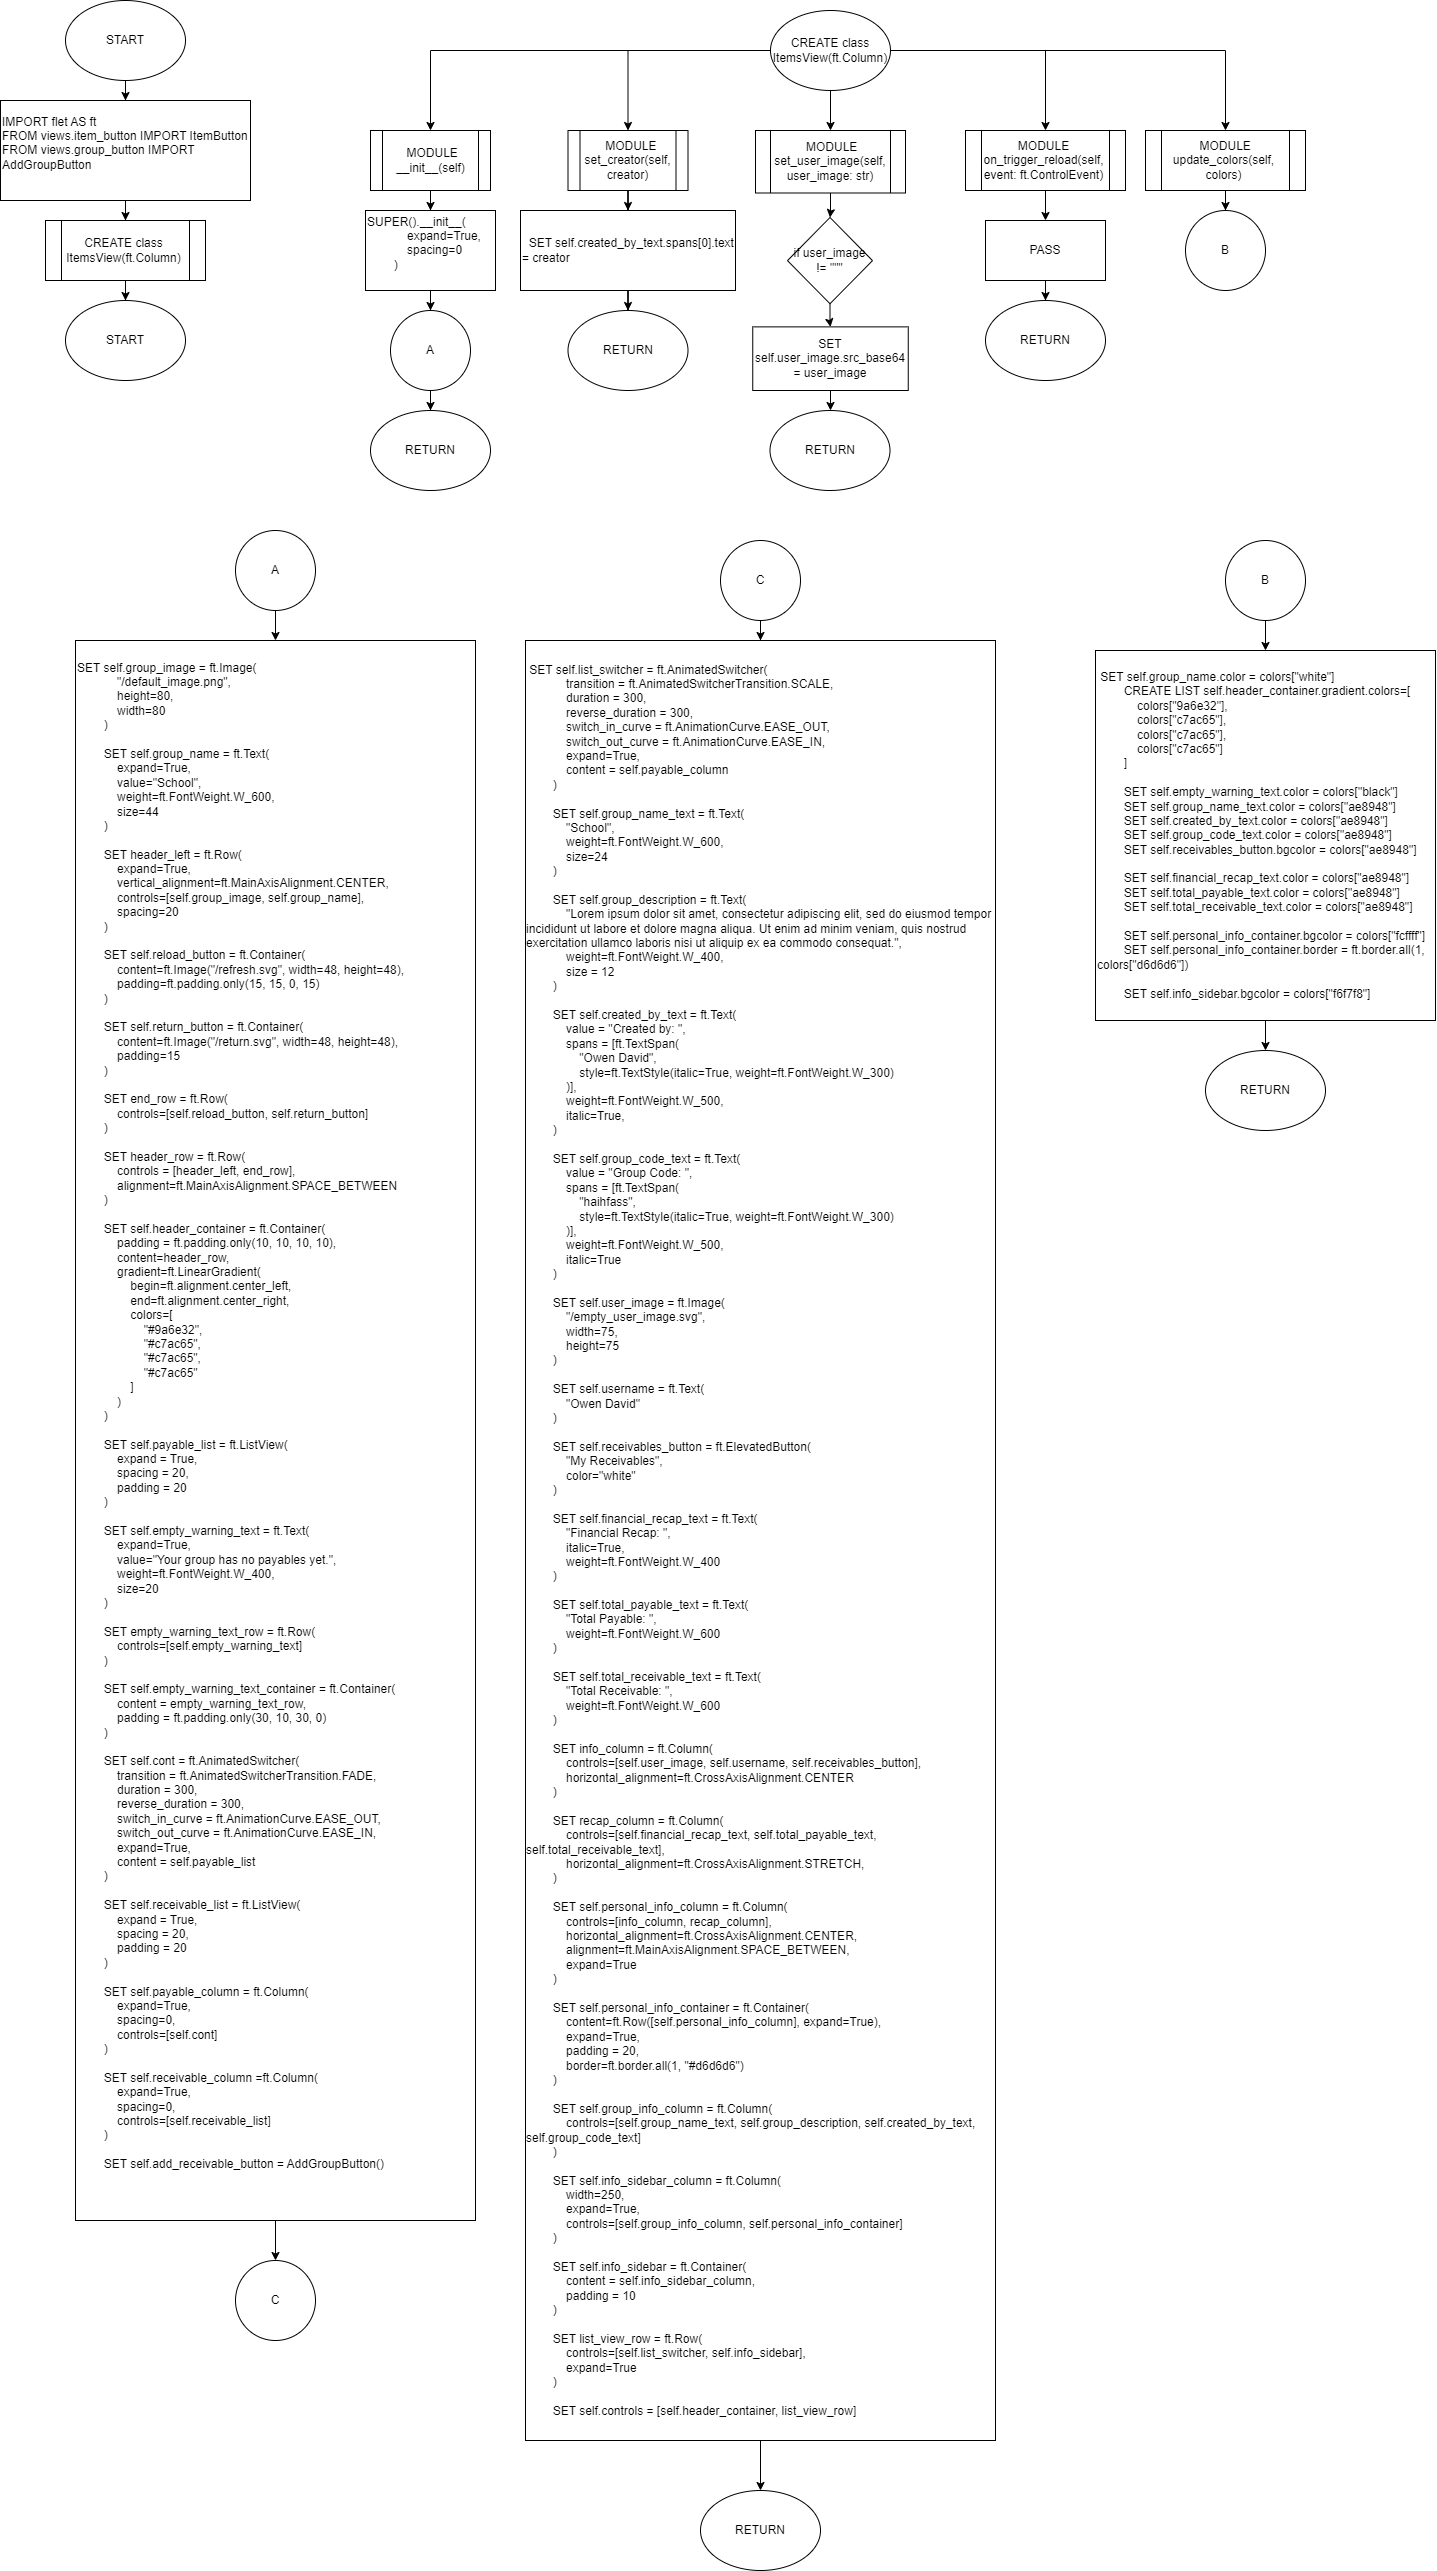 START
IMPORT flet AS ft
FROM views.item_button IMPORT ItemButton
FROM views.group_button IMPORT
AddGroupButton
CREATE class
ItemsView(ft.Column)
START
CREATE class
ItemsView(ft.Column)
MODULE
__init__(self)
SUPER().__init__(
expand=True,
spacing=0
)
A
RETURN
MODULE
set_creator(self,
creator)
SET self.created_by_text.spans[0].text
= creator
RETURN
MODULE
set_user_image(self,
user_image: str)
if user_image
!= """
SET
self.user_image.src_base64
= user_image
RETURN
MODULE
on_trigger_reload(self,
event: ft.ControlEvent)
PASS
RETURN
MODULE
update_colors(self,
colors)
B
A
SET self.group_image = ft.Image(
"/default_image.png",
height=80,
width=80
)
SET self.group_name = ft.Text(
expand=True,
value="School",
weight=ft.FontWeight.W_600,
size=44
)
SET header_left = ft.Row(
expand=True,
vertical_alignment=ft.MainAxisAlignment.CENTER,
controls=[self.group_image, self.group_name],
spacing=20
)
SET self.reload_button = ft.Container(
content=ft.Image("/refresh.svg", width=48, height=48),
padding=ft.padding.only(15, 15, 0, 15)
)
SET self.return_button = ft.Container(
content=ft.Image("/return.svg", width=48, height=48),
padding=15
)
SET end_row = ft.Row(
controls=[self.reload_button, self.return_button]
)
SET header_row = ft.Row(
controls = [header_left, end_row],
alignment=ft.MainAxisAlignment.SPACE_BETWEEN
)
SET self.header_container = ft.Container(
padding = ft.padding.only(10, 10, 10, 10),
content=header_row,
gradient=ft.LinearGradient(
begin=ft.alignment.center_left,
end=ft.alignment.center_right,
colors=[
"#9a6e32",
"#c7ac65",
"#c7ac65",
"#c7ac65"
]
)
)
SET self.payable_list = ft.ListView(
expand = True,
spacing = 20,
padding = 20
)
SET self.empty_warning_text = ft.Text(
expand=True,
value="Your group has no payables yet.",
weight=ft.FontWeight.W_400,
size=20
)
SET empty_warning_text_row = ft.Row(
controls=[self.empty_warning_text]
)
SET self.empty_warning_text_container = ft.Container(
content = empty_warning_text_row,
padding = ft.padding.only(30, 10, 30, 0)
)
SET self.cont = ft.AnimatedSwitcher(
transition = ft.AnimatedSwitcherTransition.FADE,
duration = 300,
reverse_duration = 300,
switch_in_curve = ft.AnimationCurve.EASE_OUT,
switch_out_curve = ft.AnimationCurve.EASE_IN,
expand=True,
content = self.payable_list
)
SET self.receivable_list = ft.ListView(
expand = True,
spacing = 20,
padding = 20
)
SET self.payable_column = ft.Column(
expand=True,
spacing=0,
controls=[self.cont]
)
SET self.receivable_column =ft.Column(
expand=True,
spacing=0,
controls=[self.receivable_list]
)
SET self.add_receivable_button = AddGroupButton()
C
C
SET self.list_switcher = ft.AnimatedSwitcher(
transition = ft.AnimatedSwitcherTransition.SCALE,
duration = 300,
reverse_duration = 300,
switch_in_curve = ft.AnimationCurve.EASE_OUT,
switch_out_curve = ft.AnimationCurve.EASE_IN,
expand=True,
content = self.payable_column
)
SET self.group_name_text = ft.Text(
"School",
weight=ft.FontWeight.W_600,
size=24
)
SET self.group_description = ft.Text(
"Lorem ipsum dolor sit amet, consectetur adipiscing elit, sed do eiusmod tempor
incididunt ut labore et dolore magna aliqua. Ut enim ad minim veniam, quis nostrud
exercitation ullamco laboris nisi ut aliquip ex ea commodo consequat.",
weight=ft.FontWeight.W_400,
size = 12
)
SET self.created_by_text = ft.Text(
value = "Created by: ",
spans = [ft.TextSpan(
"Owen David",
style=ft.TextStyle(italic=True, weight=ft.FontWeight.W_300)
)],
weight=ft.FontWeight.W_500,
italic=True,
)
SET self.group_code_text = ft.Text(
value = "Group Code: ",
spans = [ft.TextSpan(
"haihfass",
style=ft.TextStyle(italic=True, weight=ft.FontWeight.W_300)
)],
weight=ft.FontWeight.W_500,
italic=True
)
SET self.user_image = ft.Image(
"/empty_user_image.svg",
width=75,
height=75
)
SET self.username = ft.Text(
"Owen David"
)
SET self.receivables_button = ft.ElevatedButton(
"My Receivables",
color="white"
)
SET self.financial_recap_text = ft.Text(
"Financial Recap: ",
italic=True,
weight=ft.FontWeight.W_400
)
SET self.total_payable_text = ft.Text(
"Total Payable: ",
weight=ft.FontWeight.W_600
)
SET self.total_receivable_text = ft.Text(
"Total Receivable: ",
weight=ft.FontWeight.W_600
)
SET info_column = ft.Column(
controls=[self.user_image, self.username, self.receivables_button],
horizontal_alignment=ft.CrossAxisAlignment.CENTER
)
SET recap_column = ft.Column(
controls=[self.financial_recap_text, self.total_payable_text,
self.total_receivable_text],
horizontal_alignment=ft.CrossAxisAlignment.STRETCH,
)
SET self.personal_info_column = ft.Column(
controls=[info_column, recap_column],
horizontal_alignment=ft.CrossAxisAlignment.CENTER,
alignment=ft.MainAxisAlignment.SPACE_BETWEEN,
expand=True
)
SET self.personal_info_container = ft.Container(
content=ft.Row([self.personal_info_column], expand=True),
expand=True,
padding = 20,
border=ft.border.all(1, "#d6d6d6")
)
SET self.group_info_column = ft.Column(
controls=[self.group_name_text, self.group_description, self.created_by_text,
self.group_code_text]
)
SET self.info_sidebar_column = ft.Column(
width=250,
expand=True,
controls=[self.group_info_column, self.personal_info_container]
)
SET self.info_sidebar = ft.Container(
content = self.info_sidebar_column,
padding = 10
)
SET list_view_row = ft.Row(
controls=[self.list_switcher, self.info_sidebar],
expand=True
)
SET self.controls = [self.header_container, list_view_row]
RETURN
B
SET self.group_name.color = colors["white"]
CREATE LIST self.header_container.gradient.colors=[
colors["9a6e32"],
colors["c7ac65"],
colors["c7ac65"],
colors["c7ac65"]
]
SET self.empty_warning_text.color = colors["black"]
SET self.group_name_text.color = colors["ae8948"]
SET self.created_by_text.color = colors["ae8948"]
SET self.group_code_text.color = colors["ae8948"]
SET self.receivables_button.bgcolor = colors["ae8948"]
SET self.financial_recap_text.color = colors["ae8948"]
SET self.total_payable_text.color = colors["ae8948"]
SET self.total_receivable_text.color = colors["ae8948"]
SET self.personal_info_container.bgcolor = colors["fcffff"]
SET self.personal_info_container.border = ft.border.all(1,
colors["d6d6d6"])
SET self.info_sidebar.bgcolor = colors["f6f7f8"]
RETURN